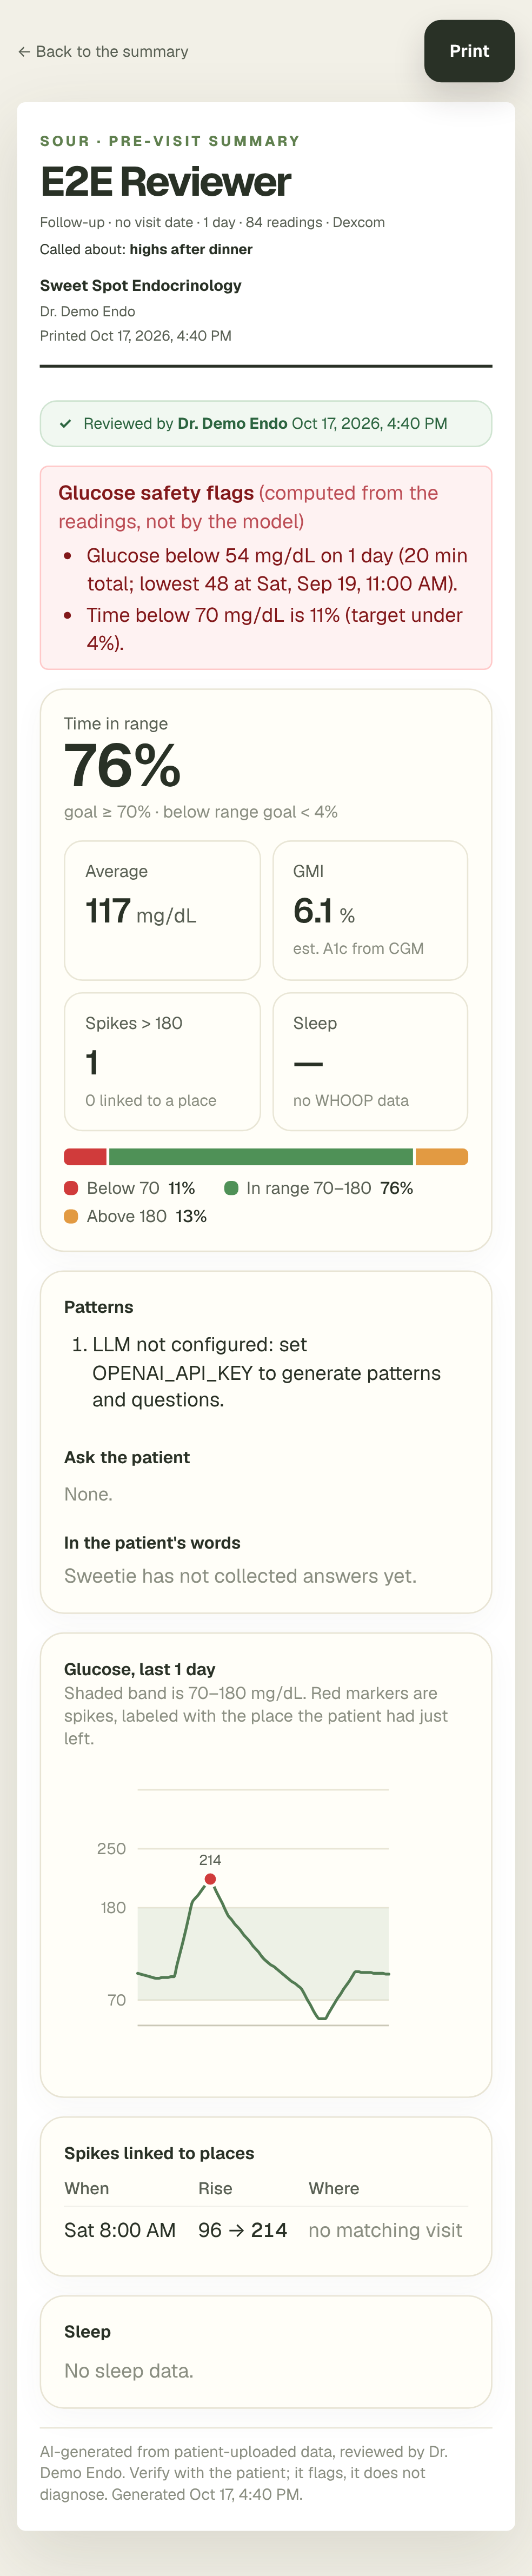 ← Back to the summary
Print
SOUR · PRE-VISIT SUMMARY
E2E Reviewer
Follow-up · no visit date · 1 day · 84 readings · Dexcom
Called about: highs after dinner
Sweet Spot Endocrinology
Dr. Demo Endo
Printed Oct 17, 2026, 4:40 PM
✓ Reviewed by Dr. Demo Endo Oct 17, 2026, 4:40 PM
Glucose safety flags (computed from the
readings, not by the model)
• Glucose below 54 mg/dL on 1 day (20 min
total; lowest 48 at Sat, Sep 19, 11:00 AM).
• Time below 70 mg/dL is 11% (target under
4%).
Time in range
76%
goal ≥ 70% · below range goal < 4%
Average
117 mg/dL
GMI
6.1 %
est. A1c from CGM
Spikes > 180
1
0 linked to a place
Sleep
—
no WHOOP data
Below 70 11% In range 70–180 76%
Above 180 13%
Patterns
1. LLM not configured: set
OPENAI_API_KEY to generate patterns
and questions.
Ask the patient
None.
In the patient's words
Sweetie has not collected answers yet.
Glucose, last 1 day
Shaded band is 70–180 mg/dL. Red markers are
spikes, labeled with the place the patient had just
left.
250
214
180
70
Spikes linked to places
When Rise Where
Sat 8:00 AM 96 → 214 no matching visit
Sleep
No sleep data.
AI-generated from patient-uploaded data, reviewed by Dr.
Demo Endo. Verify with the patient; it flags, it does not
diagnose. Generated Oct 17, 4:40 PM.